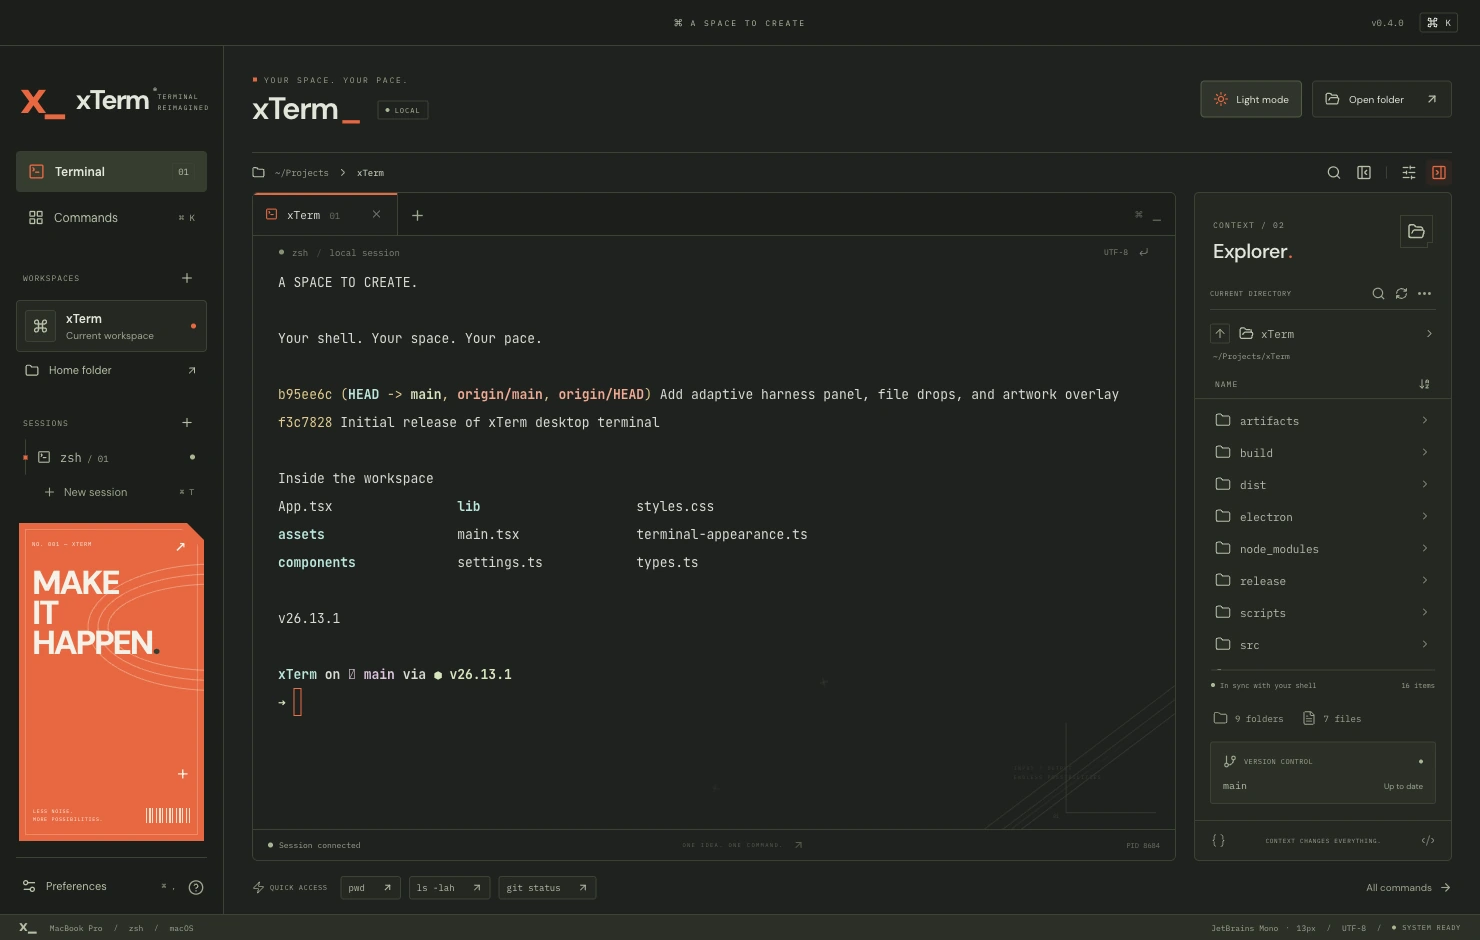 ⌘ A SPACE TO CREATE
v0.4.0
⌘ K
x_ xTerm
TERMINAL
REIMAGINED
Terminal 01
Commands ⌘ K
WORKSPACES +
xTerm
Current workspace
Home folder
SESSIONS +
zsh / 01
+ New session ⌘ T
NO. 001 — XTERM
MAKE
IT
HAPPEN.
LESS NOISE.
MORE POSSIBILITIES.
Preferences ⌘ ,
YOUR SPACE. YOUR PACE.
xTerm_
LOCAL
Light mode
Open folder
~/Projects > xTerm
xTerm 01 × +
⌘ _
zsh / local session
UTF-8
A SPACE TO CREATE.
Your shell. Your space. Your pace.
b95ee6c (HEAD -> main, origin/main, origin/HEAD) Add adaptive harness panel, file drops, and artwork overlay
f3c7828 Initial release of xTerm desktop terminal
Inside the workspace
App.tsx lib styles.css
assets main.tsx terminal-appearance.ts
components settings.ts types.ts
v26.13.1
xTerm on main via ⬢ v26.13.1
➜
Session connected
ONE IDEA. ONE COMMAND.
PID 8684
QUICK ACCESS
pwd
ls -lah
git status
All commands →
CONTEXT / 02
Explorer.
CURRENT DIRECTORY
xTerm
~/Projects/xTerm
NAME
artifacts
build
dist
electron
node_modules
release
scripts
src
In sync with your shell
16 items
9 folders
7 files
VERSION CONTROL
main
Up to date
{ } CONTEXT CHANGES EVERYTHING. </>
x_ MacBook Pro / zsh / macOS
JetBrains Mono · 13px / UTF-8 / SYSTEM READY